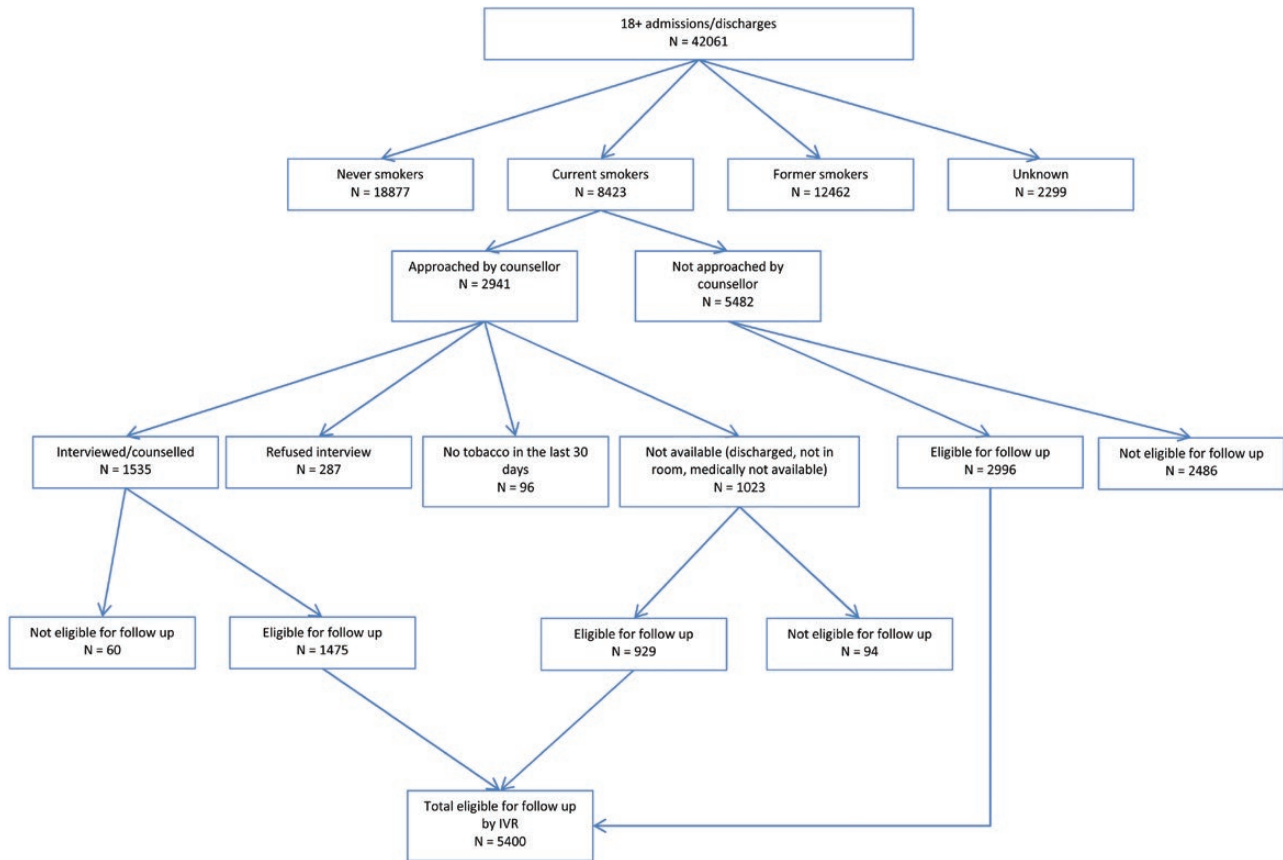 18+ admissions/discharges
N = 42061
Never smokers
N = 18877
Current smokers
N = 8423
Former smokers
N = 12462
Unknown
N = 2299
Approached by counsellor
N = 2941
Not approached by
counsellor
N = 5482
Interviewed/counselled
N = 1535
Refused interview
N = 287
No tobacco in the last 30
days
N = 96
Not available (discharged, not in
room, medically not available)
N = 1023
Eligible for follow up
N = 2996
Not eligible for follow up
N = 2486
Not eligible for follow up
N = 60
Eligible for follow up
N = 1475
Eligible for follow up
N = 929
Not eligible for follow up
N = 94
Total eligible for follow up
by IVR
N = 5400